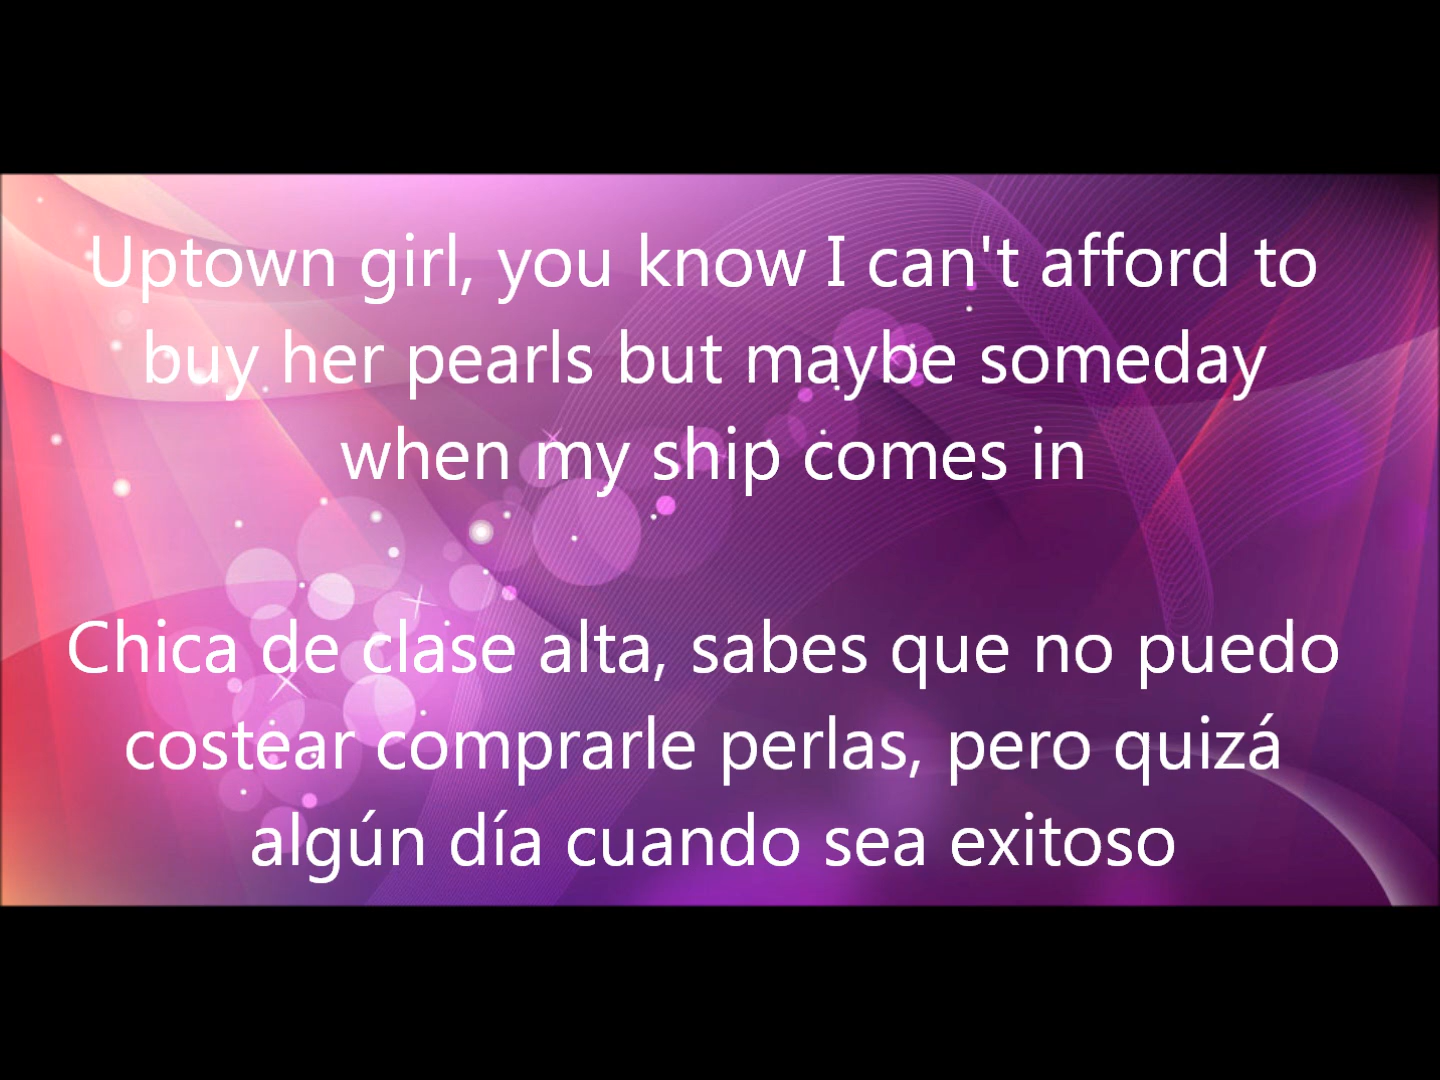 Uptown girl, you know I can't afford to
buy her pearls but maybe someday
when my ship comes in
Chica de clase alta, sabes que no puedo
costear comprarle perlas, pero quizá
algún día cuando sea exitoso